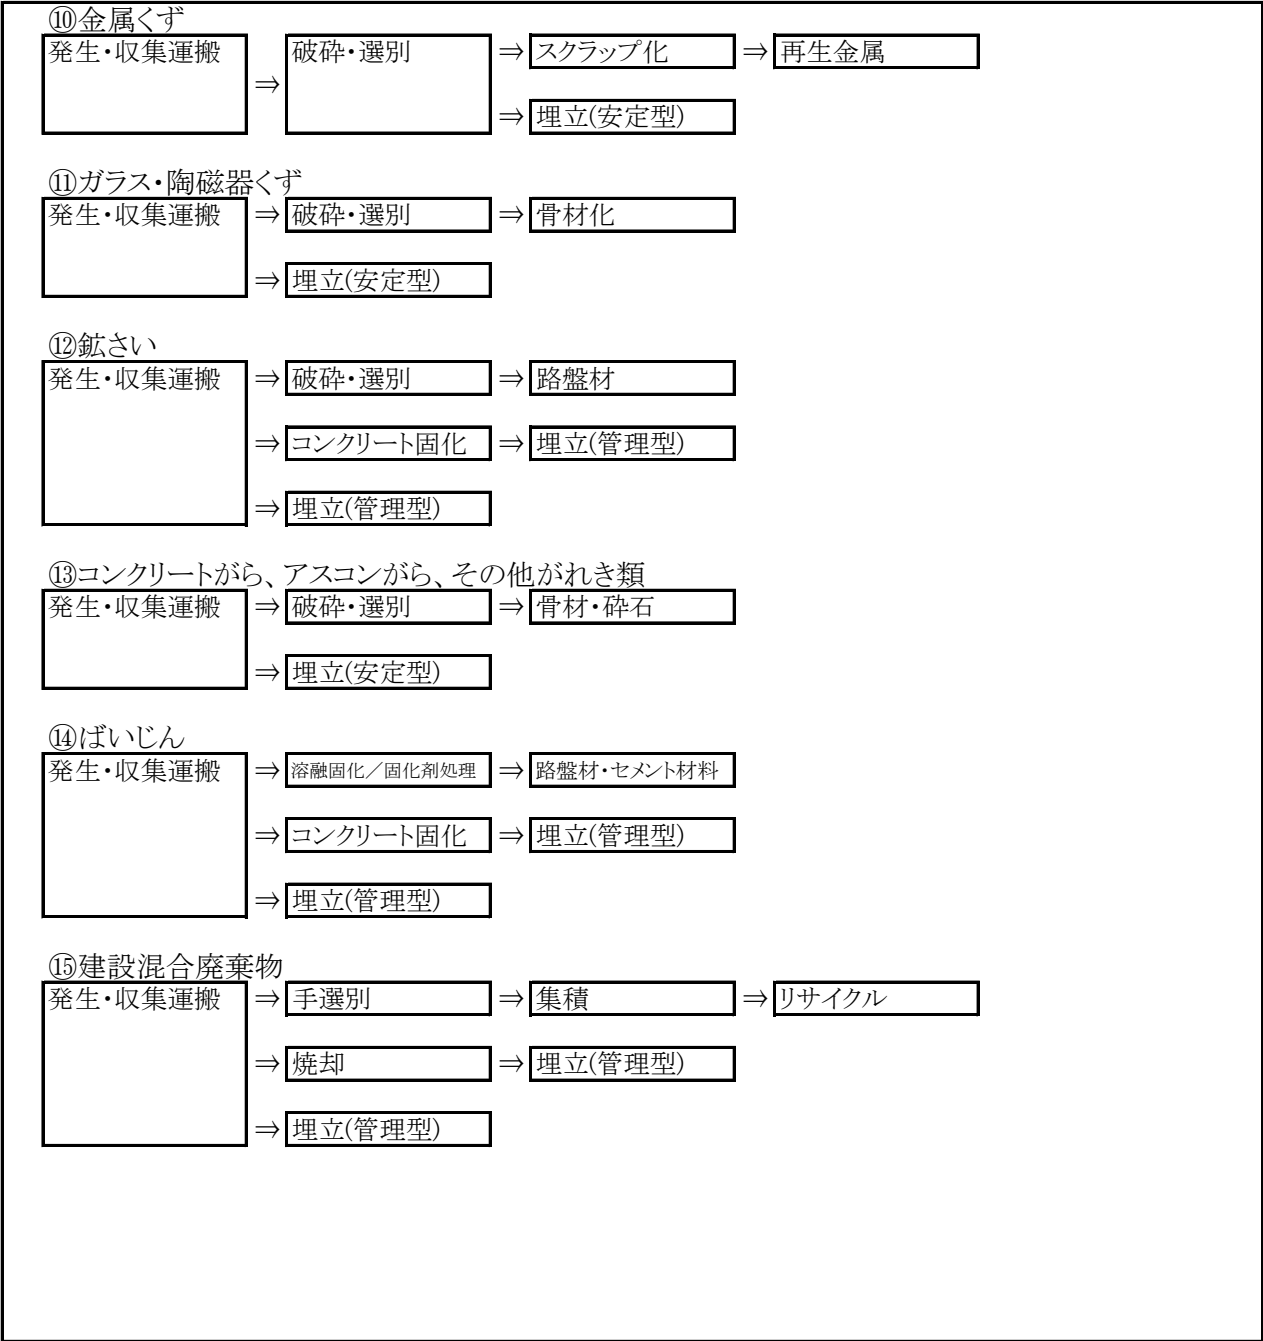 ⑩金属くず
発生・収集運搬 ⇒ 破砕・選別 ⇒ スクラップ化 ⇒ 再生金属
⇒ 埋立(安定型)
⑪ガラス・陶磁器くず
発生・収集運搬 ⇒ 破砕・選別 ⇒ 骨材化
⇒ 埋立(安定型)
⑫鉱さい
発生・収集運搬 ⇒ 破砕・選別 ⇒ 路盤材
⇒ コンクリート固化 ⇒ 埋立(管理型)
⇒ 埋立(管理型)
⑬コンクリートがら、アスコンがら、その他がれき類
発生・収集運搬 ⇒ 破砕・選別 ⇒ 骨材・砕石
⇒ 埋立(安定型)
⑭ばいじん
発生・収集運搬 ⇒ 溶融固化／固化剤処理 ⇒ 路盤材・セメント材料
⇒ コンクリート固化 ⇒ 埋立(管理型)
⇒ 埋立(管理型)
⑮建設混合廃棄物
発生・収集運搬 ⇒ 手選別 ⇒ 集積 ⇒ リサイクル
⇒ 焼却 ⇒ 埋立(管理型)
⇒ 埋立(管理型)